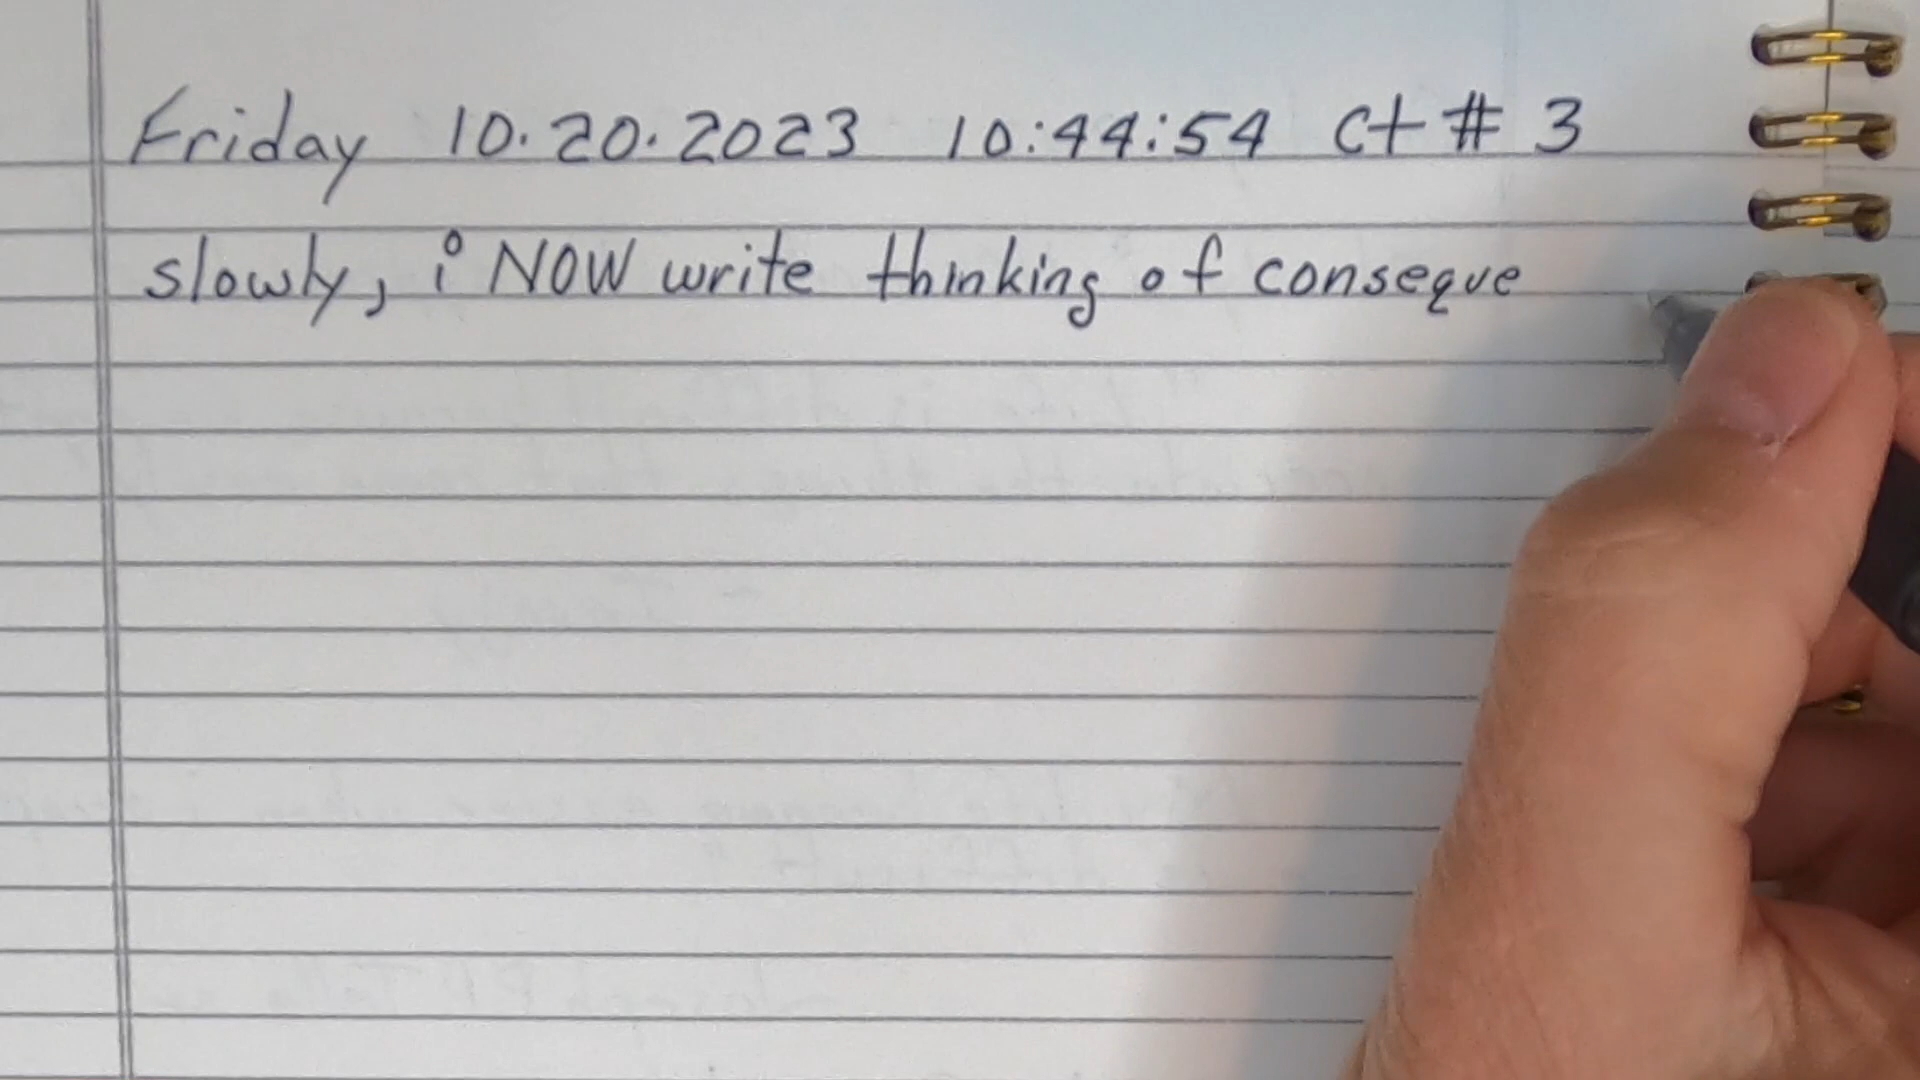 Friday 10.20.2023 10:44:54 Ct # 3
slowly, i NOW write thinking of conseque